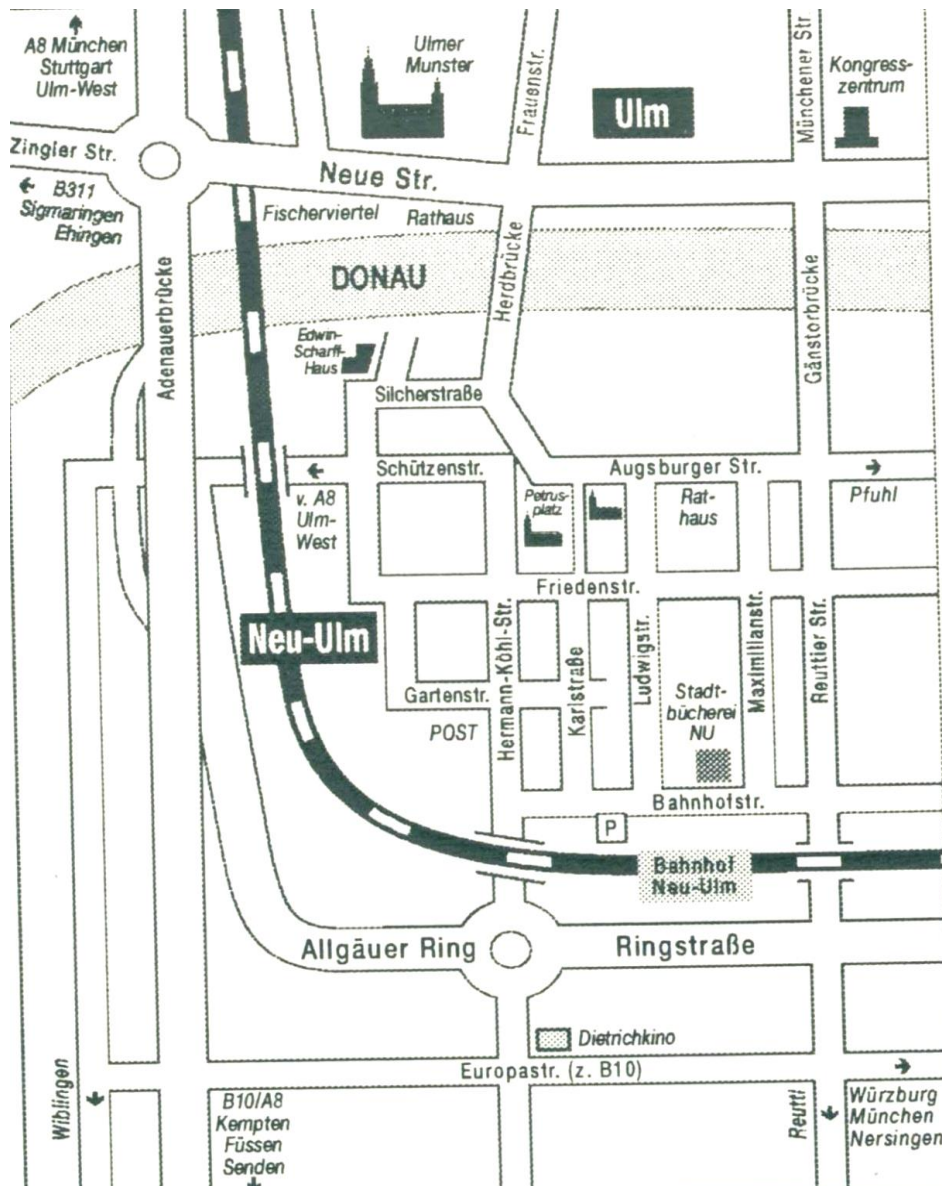 A8 München
Stuttgart
Ulm-West
Ulmer
Munster
Frauenstr.
Ulm
Münchener Str.
Kongress-
zentrum
Zingler Str.
Neue Str.
B311
Sigmaringen
Ehingen
Fischerviertel
Rathaus
Adenauerbrücke
DONAU
Herdbrücke
Gänstorbrücke
Edwin-
Scharff-
Haus
Silcherstraße
Schützenstr.
Augsburger Str.
v. A8
Ulm-
West
Petrus-
platz
Rat-
haus
Pfuhl
Friedenstr.
Neu-Ulm
Hermann-Köhl-Str.
Karlstraße
Ludwigstr.
Maximilianstr.
Reuttier Str.
Gartenstr.
POST
Stadt-
bücherei
NU
Bahnhofstr.
P
Bahnhof
Neu-Ulm
Allgäuer Ring
Ringstraße
Dietrichkino
Europastr. (z. B10)
Wiblingen
B10/A8
Kempten
Füssen
Senden
Reutti
Würzburg
München
Nersingen